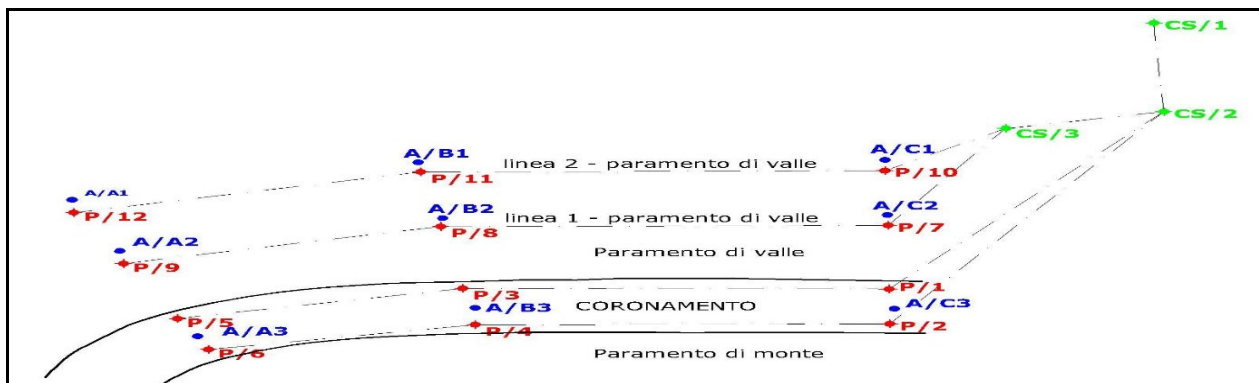 CS/1
CS/2
CS/3
A/B1
A/C1
linea 2 - paramento di valle
P/11
P/10
A/A1
P/12
A/B2
A/C2
linea 1 - paramento di valle
P/8
P/7
A/A2
P/9
Paramento di valle
P/3
P/1
A/B3
CORONAMENTO
A/C3
P/5
P/4
P/2
A/A3
P/6
Paramento di monte